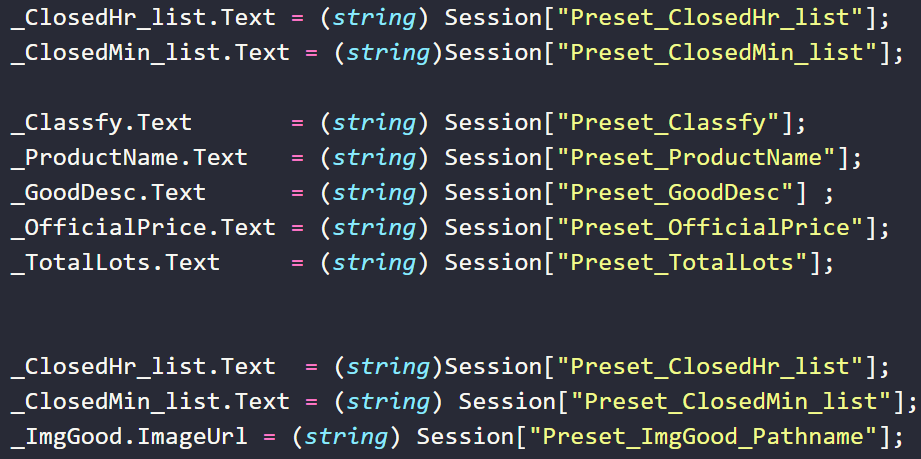 _ClosedHr_list.Text = (string) Session["Preset_ClosedHr_list"];
_ClosedMin_list.Text = (string)Session["Preset_ClosedMin_list"];
_Classfy.Text       = (string) Session["Preset_Classfy"];
_ProductName.Text   = (string) Session["Preset_ProductName"];
_GoodDesc.Text      = (string) Session["Preset_GoodDesc"] ;
_OfficialPrice.Text = (string) Session["Preset_OfficialPrice"];
_TotalLots.Text     = (string) Session["Preset_TotalLots"];
_ClosedHr_list.Text  = (string)Session["Preset_ClosedHr_list"];
_ClosedMin_list.Text = (string) Session["Preset_ClosedMin_list"];
_ImgGood.ImageUrl = (string) Session["Preset_ImgGood_Pathname"];